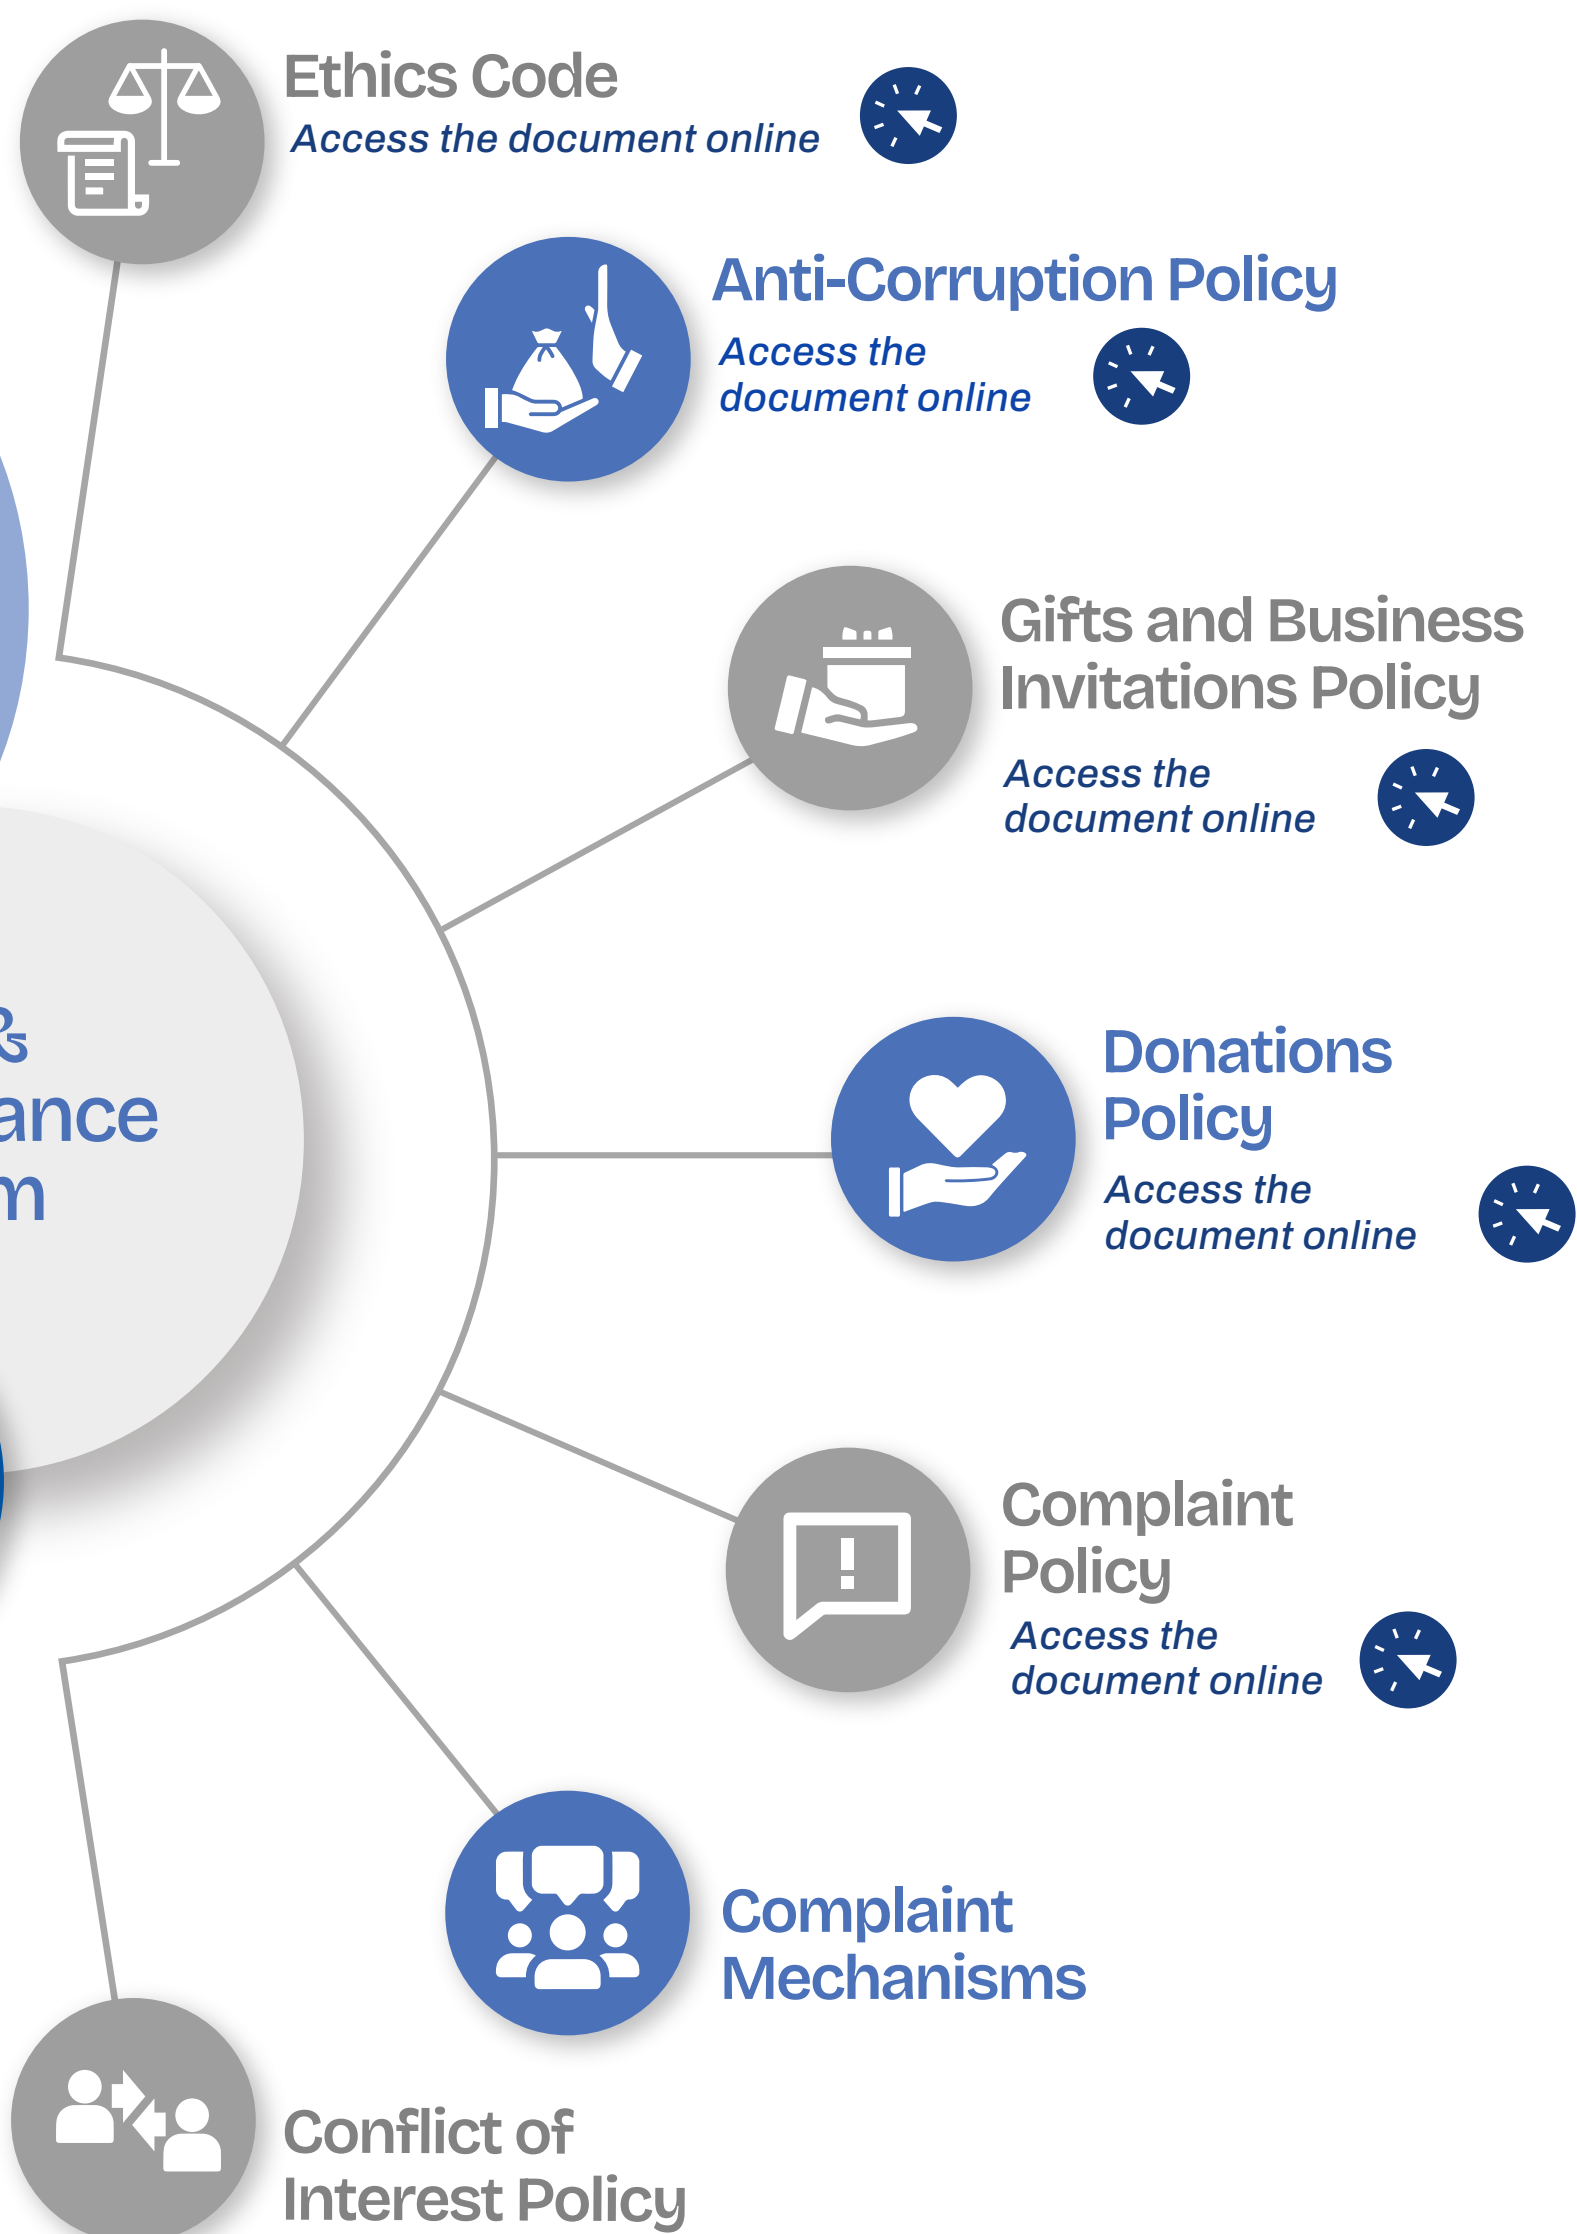 Ethics Code
Access the document online
Anti-Corruption Policy
Access the
document online
Gifts and Business
Invitations Policy
Access the
document online
&
ance
m
Donations
Policy
Access the
document online
Complaint
Policy
Access the
document online
Complaint
Mechanisms
Conflict of
Interest Policy